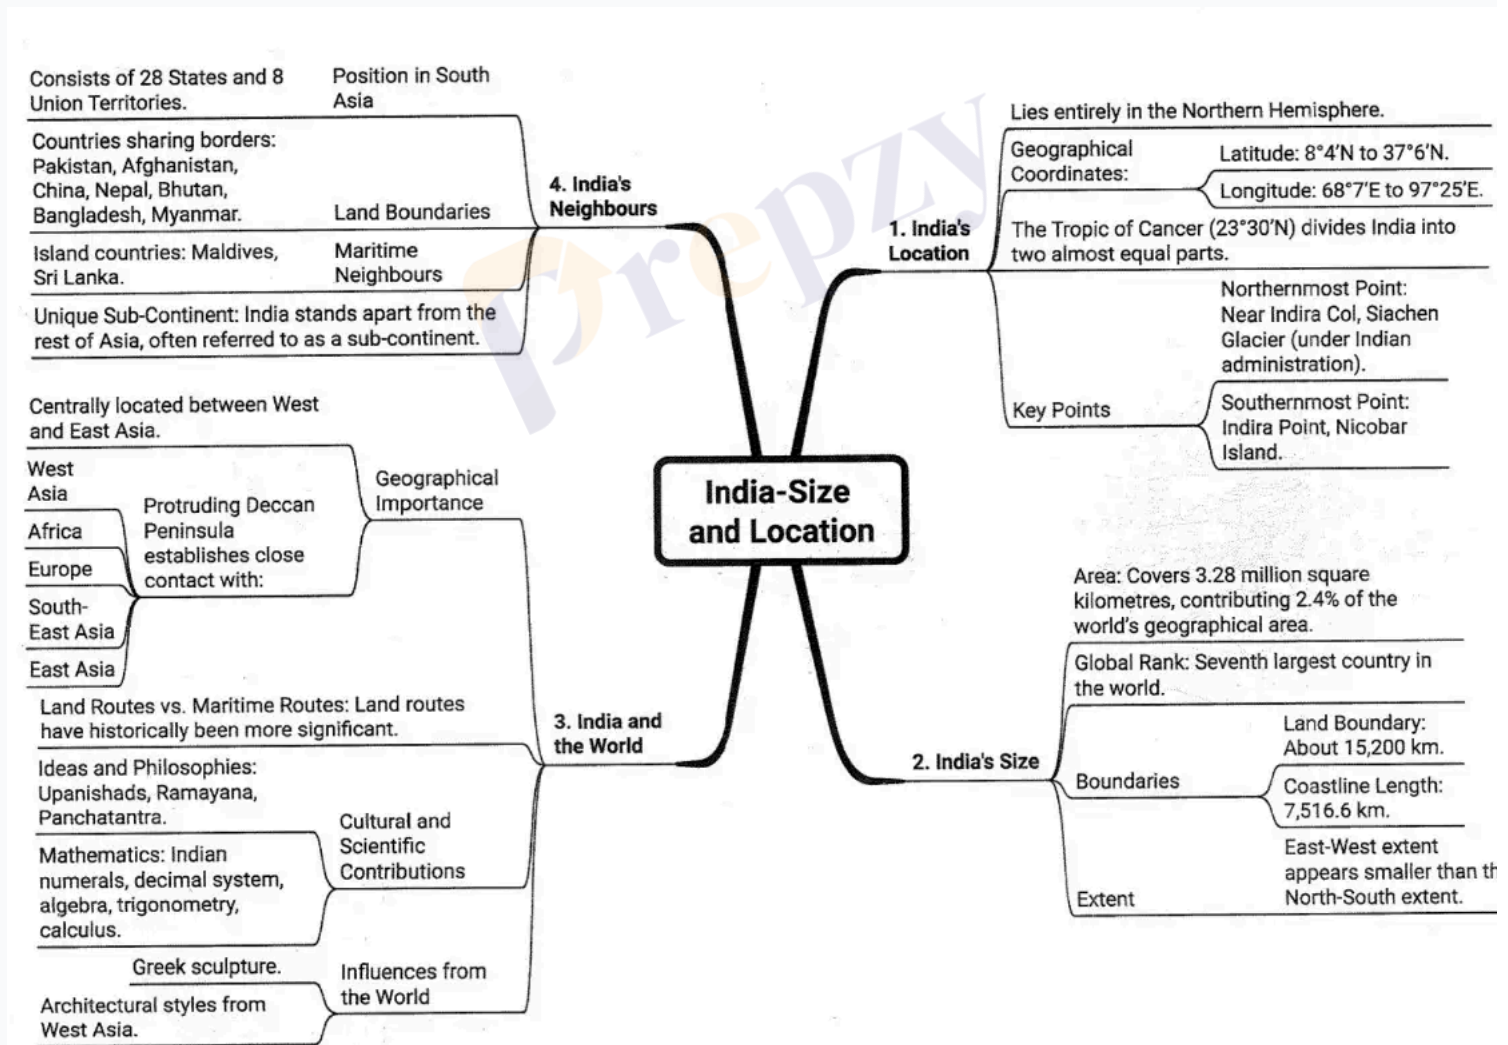 India-Size
and Location
1. India's
Location
Lies entirely in the Northern Hemisphere.
Geographical
Coordinates:
Latitude: 8°4'N to 37°6'N.
Longitude: 68°7'E to 97°25'E.
The Tropic of Cancer (23°30'N) divides India into
two almost equal parts.
Key Points
Northernmost Point:
Near Indira Col, Siachen
Glacier (under Indian
administration).
Southernmost Point:
Indira Point, Nicobar
Island.
2. India's Size
Area: Covers 3.28 million square
kilometres, contributing 2.4% of the
world's geographical area.
Global Rank: Seventh largest country in
the world.
Boundaries
Land Boundary:
About 15,200 km.
Coastline Length:
7,516.6 km.
Extent
East-West extent
appears smaller than th
North-South extent.
3. India and
the World
Geographical
Importance
Centrally located between West
and East Asia.
Protruding Deccan
Peninsula
establishes close
contact with:
West
Asia
Africa
Europe
South-
East Asia
East Asia
Land Routes vs. Maritime Routes: Land routes
have historically been more significant.
Cultural and
Scientific
Contributions
Ideas and Philosophies:
Upanishads, Ramayana,
Panchatantra.
Mathematics: Indian
numerals, decimal system,
algebra, trigonometry,
calculus.
Influences from
the World
Greek sculpture.
Architectural styles from
West Asia.
4. India's
Neighbours
Position in South
Asia
Consists of 28 States and 8
Union Territories.
Land Boundaries
Countries sharing borders:
Pakistan, Afghanistan,
China, Nepal, Bhutan,
Bangladesh, Myanmar.
Maritime
Neighbours
Island countries: Maldives,
Sri Lanka.
Unique Sub-Continent: India stands apart from the
rest of Asia, often referred to as a sub-continent.
Prepzy